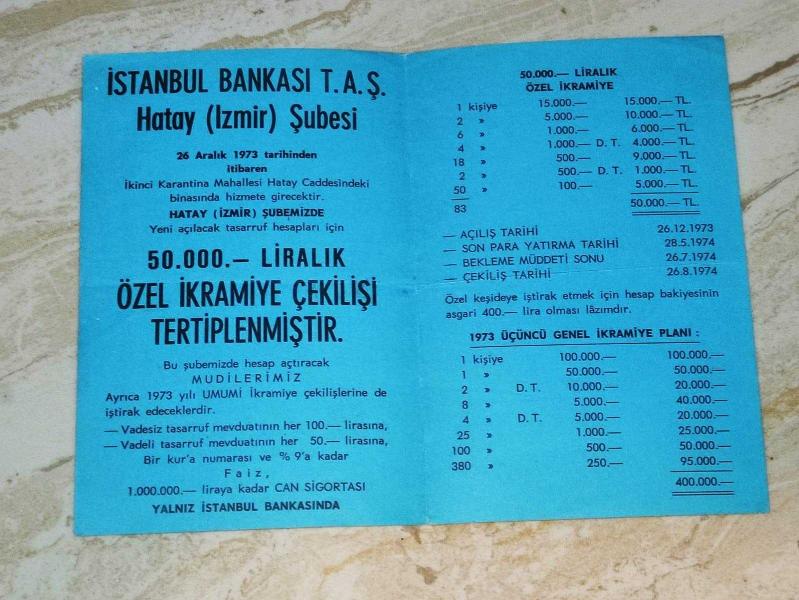 İSTANBUL BANKASI T.A.Ş.
Hatay (Izmir) Şubesi
26 Aralık 1973 tarihinden
itibaren
İkinci Karantina Mahallesi Hatay Caddesindeki
binasında hizmete girecektir.
HATAY (İZMİR) ŞUBEMİZDE
Yeni açılacak tasarruf hesapları için
50.000.— LİRALIK
ÖZEL İKRAMİYE ÇEKİLİŞİ
TERTİPLENMİŞTİR.
Bu şubemizde hesap açtıracak
MUDİLERİMİZ
Ayrıca 1973 yılı UMUMİ İkramiye çekilişlerine de
iştirak edeceklerdir.
— Vadesiz tasarruf mevduatının her 100.— lirasına,
— Vadeli tasarruf mevduatının her 50.— lirasına,
Bir kur'a numarası ve % 9'a kadar
Faiz,
1.000.000.— liraya kadar CAN SİGORTASI
YALNIZ İSTANBUL BANKASINDA
50.000.— LİRALIK
ÖZEL İKRAMİYE
1 kişiye 15.000.— 15.000.— TL.
2 » 5.000.— 10.000.— TL.
6 » 1.000.— 6.000.— TL.
4 » 1.000.— D. T. 4.000.— TL.
18 » 500.— 9.000.— TL.
2 » 500.— D. T. 1.000.— TL.
50 » 100.— 5.000.— TL.
83 50.000.— TL.
— AÇILIŞ TARİHİ 26.12.1973
— SON PARA YATIRMA TARİHİ 28.5.1974
— BEKLEME MÜDDETİ SONU 26.7.1974
— ÇEKİLİŞ TARİHİ 26.8.1974
Özel keşideye iştirak etmek için hesap bakiyesinin
asgari 400.— lira olması lâzımdır.
1973 ÜÇÜNCÜ GENEL İKRAMİYE PLANI :
1 kişiye 100.000.— 100.000.—
1 » 50.000.— 50.000.—
2 » D. T. 10.000.— 20.000.—
8 » 5.000.— 40.000.—
4 » D. T. 5.000.— 20.000.—
25 » 1.000.— 25.000.—
100 » 500.— 50.000.—
380 » 250.— 95.000.—
400.000.—